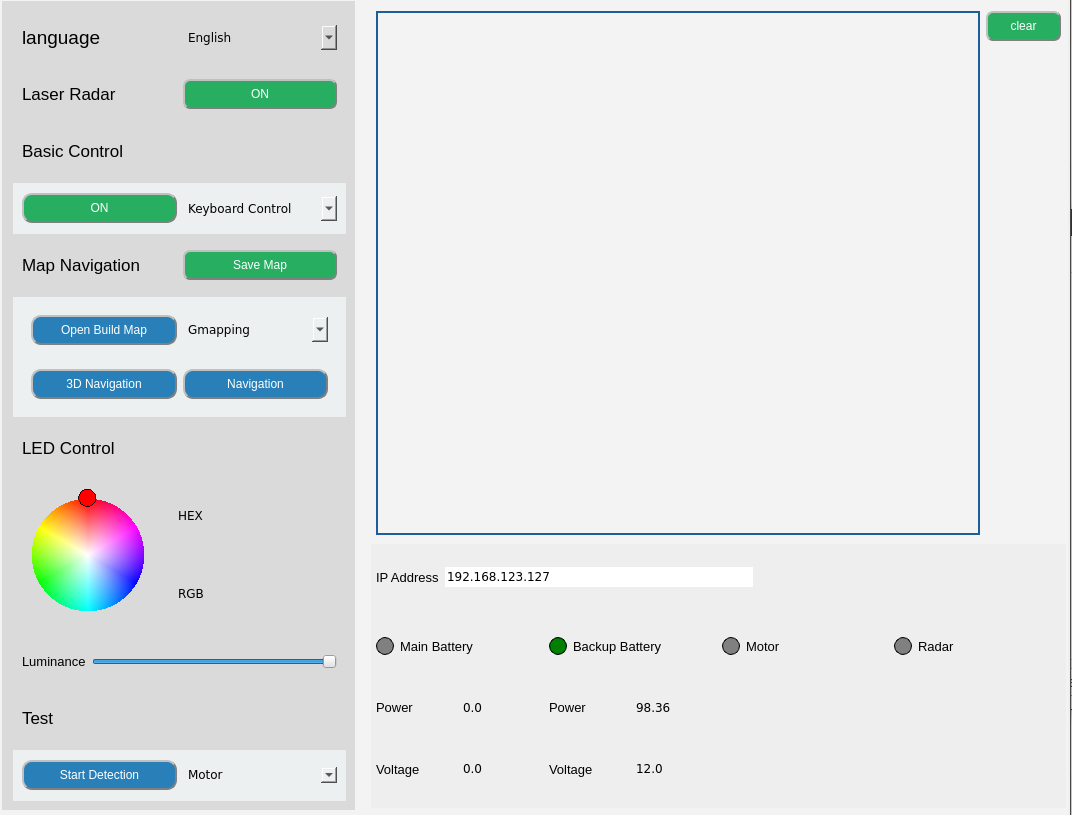 language English
Laser Radar ON
Basic Control
ON Keyboard Control
Map Navigation Save Map
Open Build Map Gmapping
3D Navigation Navigation
LED Control
HEX
RGB
Luminance
Test
Start Detection Motor
clear
IP Address 192.168.123.127
Main Battery Backup Battery Motor Radar
Power 0.0 Power 98.36
Voltage 0.0 Voltage 12.0